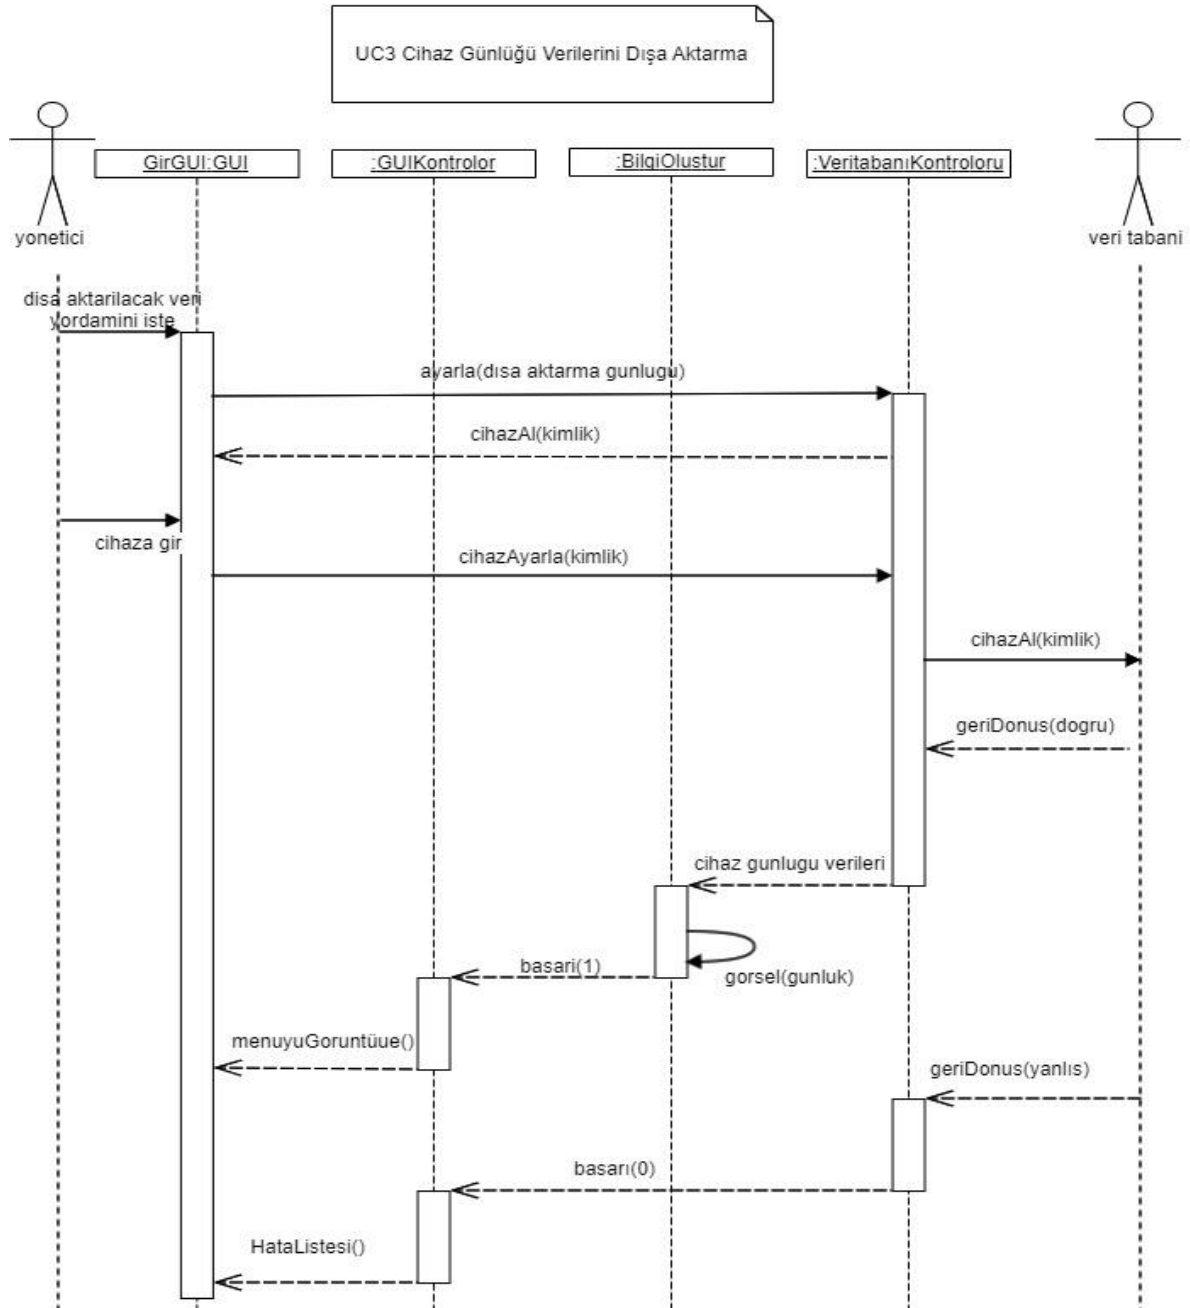 UC3 Cihaz Günlüğü Verilerini Dışa Aktarma
GirGUI:GUI
:GUIKontrolor
:BilgiOlustur
:VeritabanıKontroloru
yonetici
veri tabani
disa aktarilacak veri
yordamini iste
ayarla(dısa aktarma gunlugu)
cihazAl(kimlik)
cihaza gir
cihazAyarla(kimlik)
cihazAl(kimlik)
geriDonus(dogru)
cihaz gunlugu verileri
basari(1)
gorsel(gunluk)
menuyuGoruntüue()
geriDonus(yanlıs)
basarı(0)
HataListesi()